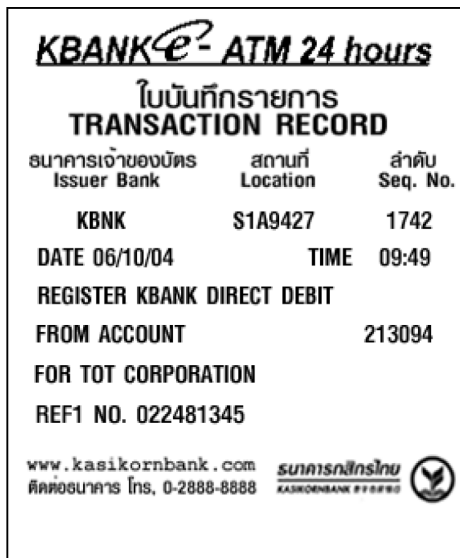 KBANK e- ATM 24 hours
ใบบันทึกรายการ
TRANSACTION RECORD
ธนาคารเจ้าของบัตร สถานที่ ลำดับ
Issuer Bank Location Seq. No.
KBNK S1A9427 1742
DATE 06/10/04 TIME 09:49
REGISTER KBANK DIRECT DEBIT
FROM ACCOUNT 213094
FOR TOT CORPORATION
REF1 NO. 022481345
www.kasikornbank.com ธนาคารกสิกรไทย
ติดต่อธนาคาร โทร, 0-2888-8888 KASIKORNBANK